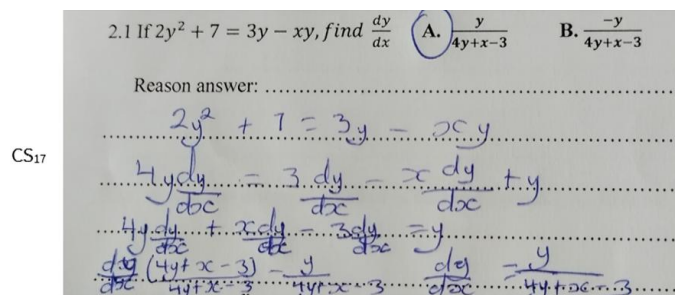 2.1 If 2y² + 7 = 3y − xy, find dy/dx A. y/4y+x−3 B. −y/4y+x−3
Reason answer: ........................................
CS17
2y² + 7 = 3y − xy
4y dy/dx = 3 dy/dx − x dy/dx + y
4y dy/dx + x dy/dx − 3 dy/dx = y
dy/dx (4y+x−3)/4y+x−3 = y/4y+x−3 dy/dx = y/4y+x−3